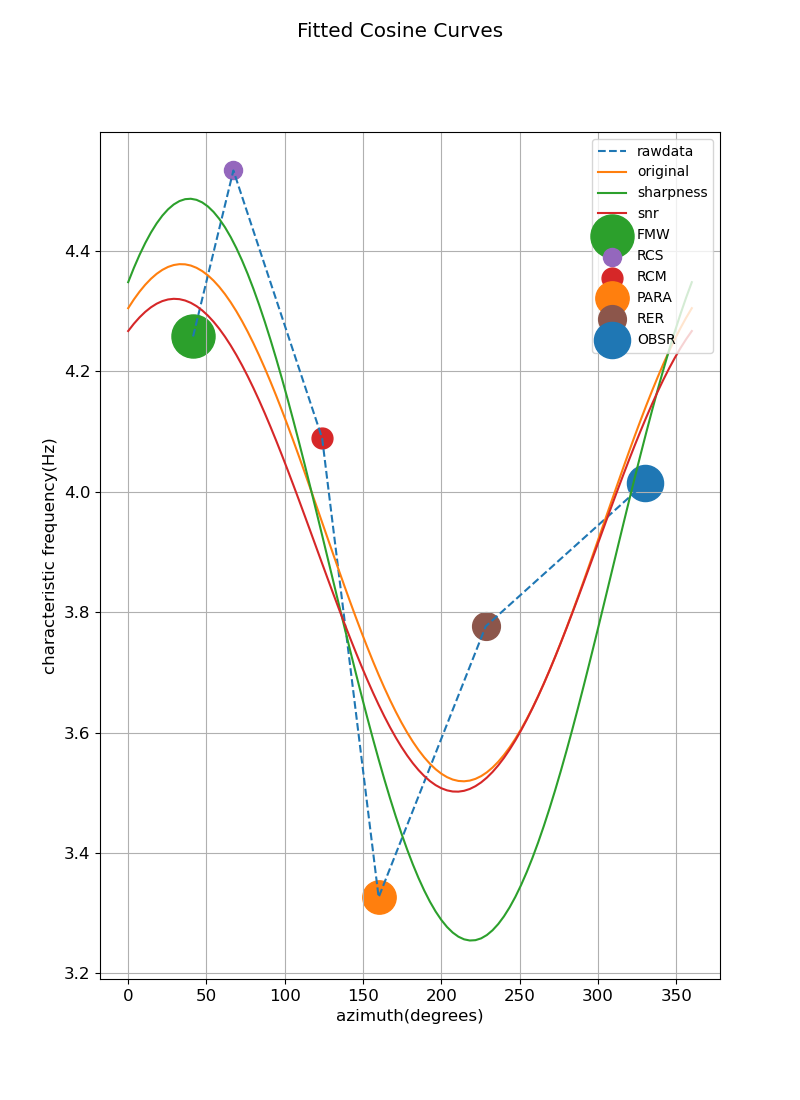 Fitted Cosine Curves
characteristic frequency(Hz)
4.4
4.2
4.0
3.8
3.6
3.4
3.2
0 50 100 150 200 250 300 350
azimuth(degrees)
rawdata
original
sharpness
snr
FMW
RCS
RCM
PARA
RER
OBSR